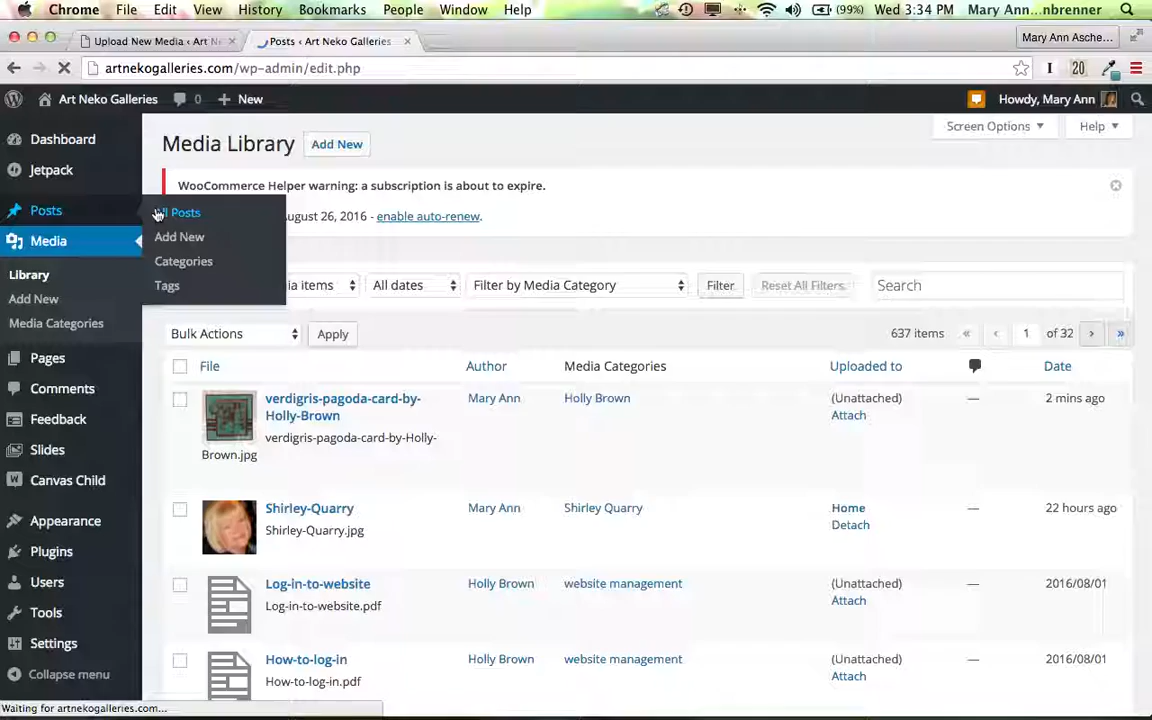 Chrome File Edit View History Bookmarks People Window Help (99%) Wed 3:34 PM Mary Ann...nbrenner
Upload New Media ‹ Art Ne × Posts ‹ Art Neko Galleries × Mary Ann Asche...
artnekogalleries.com/wp-admin/edit.php 20
Art Neko Galleries 0 + New Howdy, Mary Ann
Dashboard
Jetpack
Posts
Media
Library
Add New
Media Categories
Pages
Comments
Feedback
Slides
Canvas Child
Appearance
Plugins
Users
Tools
Settings
Collapse menu
Posts
Add New
Categories
Tags
Screen Options Help
Media Library Add New
WooCommerce Helper warning: a subscription is about to expire.
August 26, 2016 - enable auto-renew.
items All dates Filter by Media Category Filter Reset All Filters Search
Bulk Actions Apply 637 items « ‹ 1 of 32 › »
File Author Media Categories Uploaded to Date
verdigris-pagoda-card-by-
Holly-Brown
verdigris-pagoda-card-by-Holly-
Brown.jpg
Mary Ann Holly Brown (Unattached) — 2 mins ago
Attach
Shirley-Quarry Mary Ann Shirley Quarry Home — 22 hours ago
Shirley-Quarry.jpg Detach
Log-in-to-website Holly Brown website management (Unattached) — 2016/08/01
Log-in-to-website.pdf Attach
How-to-log-in Holly Brown website management (Unattached) — 2016/08/01
How-to-log-in.pdf Attach
Waiting for artnekogalleries.com...